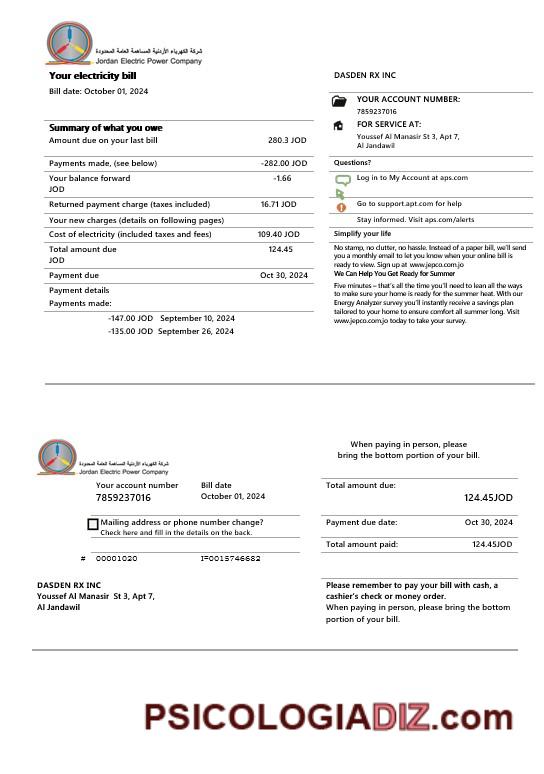 شركة الكهرباء الأردنية المساهمة العامة المحدودة
Jordan Electric Power Company
Your electricity bill
Bill date: October 01, 2024
Summary of what you owe
Amount due on your last bill 280.3 JOD
Payments made, (see below) -282.00 JOD
Your balance forward -1.66
JOD
Returned payment charge (taxes included) 16.71 JOD
Your new charges (details on following pages)
Cost of electricity (included taxes and fees) 109.40 JOD
Total amount due 124.45
JOD
Payment due Oct 30, 2024
Payment details
Payments made:
-147.00 JOD September 10, 2024
-135.00 JOD September 26, 2024
DASDEN RX INC
YOUR ACCOUNT NUMBER:
7859237016
FOR SERVICE AT:
Youssef Al Manasir St 3, Apt 7,
Al Jandawil
Questions?
Log in to My Account at aps.com
Go to support.apt.com for help
Stay informed. Visit aps.com/alerts
Simplify your life
No stamp, no clutter, no hassle. Instead of a paper bill, we'll send
you a monthly email to let you know when your online bill is
ready to view. Sign up at www.jepco.com.jo
We Can Help You Get Ready for Summer
Five minutes – that's all the time you'll need to lean all the ways
to make sure your home is ready for the summer heat. With our
Energy Analyzer survey you'll instantly receive a savings plan
tailored to your home to ensure comfort all summer long. Visit
www.jepco.com.jo today to take your survey.
شركة الكهرباء الأردنية المساهمة العامة المحدودة
Jordan Electric Power Company
When paying in person, please
bring the bottom portion of your bill.
Your account number Bill date
7859237016 October 01, 2024
Mailing address or phone number change?
Check here and fill in the details on the back.
# 00001020 I=0015746682
Total amount due:
124.45JOD
Payment due date: Oct 30, 2024
Total amount paid: 124.45JOD
DASDEN RX INC
Youssef Al Manasir St 3, Apt 7,
Al Jandawil
Please remember to pay your bill with cash, a
cashier's check or money order.
When paying in person, please bring the bottom
portion of your bill.
PSICOLOGIADIZ.com